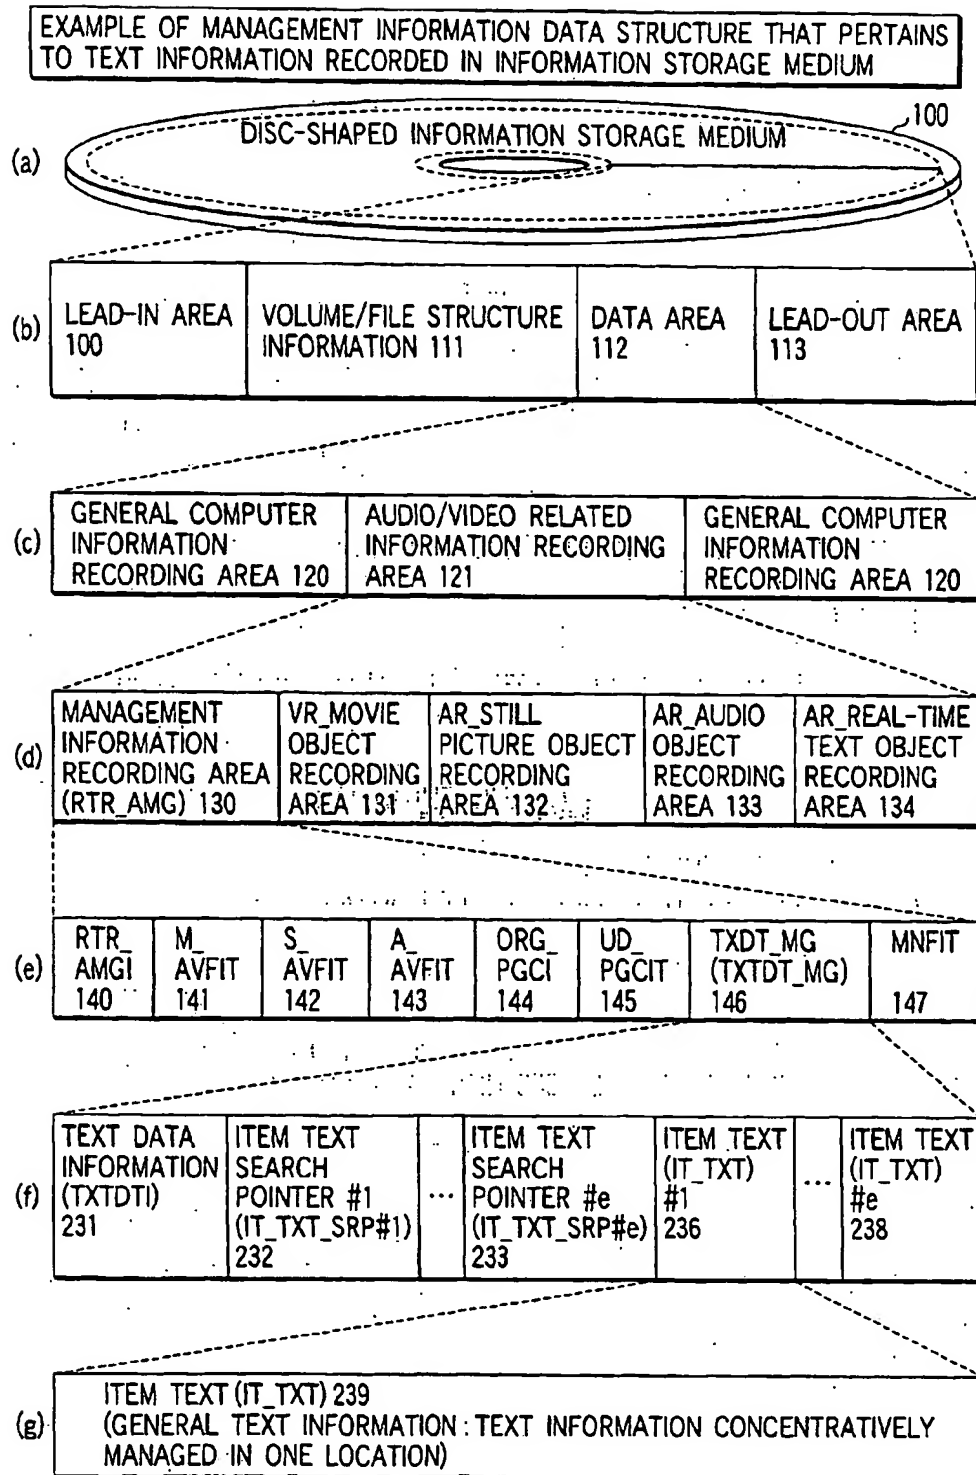 EXAMPLE OF MANAGEMENT INFORMATION DATA STRUCTURE THAT PERTAINS
TO TEXT INFORMATION RECORDED IN INFORMATION STORAGE MEDIUM
100
DISC-SHAPED INFORMATION STORAGE MEDIUM
(a)
(b)
LEAD-IN AREA
100
VOLUME/FILE STRUCTURE
INFORMATION 111
DATA AREA
112
LEAD-OUT AREA
113
(c)
GENERAL COMPUTER
INFORMATION
RECORDING AREA 120
AUDIO/VIDEO RELATED
INFORMATION RECORDING
AREA 121
GENERAL COMPUTER
INFORMATION
RECORDING AREA 120
(d)
MANAGEMENT
INFORMATION
RECORDING AREA
(RTR_AMG) 130
VR_MOVIE
OBJECT
RECORDING
AREA 131
AR_STILL
PICTURE OBJECT
RECORDING
AREA 132
AR_AUDIO
OBJECT
RECORDING
AREA 133
AR_REAL-TIME
TEXT OBJECT
RECORDING
AREA 134
(e)
RTR_
AMGI
140
M_
AVFIT
141
S_
AVFIT
142
A_
AVFIT
143
ORG_
PGCI
144
UD_
PGCIT
145
TXDT_MG
(TXTDT_MG)
146
MNFIT
147
(f)
TEXT DATA
INFORMATION
(TXTDTI)
231
ITEM TEXT
SEARCH
POINTER #1
(IT_TXT_SRP#1)
232
...
ITEM TEXT
SEARCH
POINTER #e
(IT_TXT_SRP#e)
233
ITEM TEXT
(IT_TXT)
#1
236
...
ITEM TEXT
(IT_TXT)
#e
238
(g)
ITEM TEXT (IT_TXT) 239
(GENERAL TEXT INFORMATION : TEXT INFORMATION CONCENTRATIVELY
MANAGED IN ONE LOCATION)